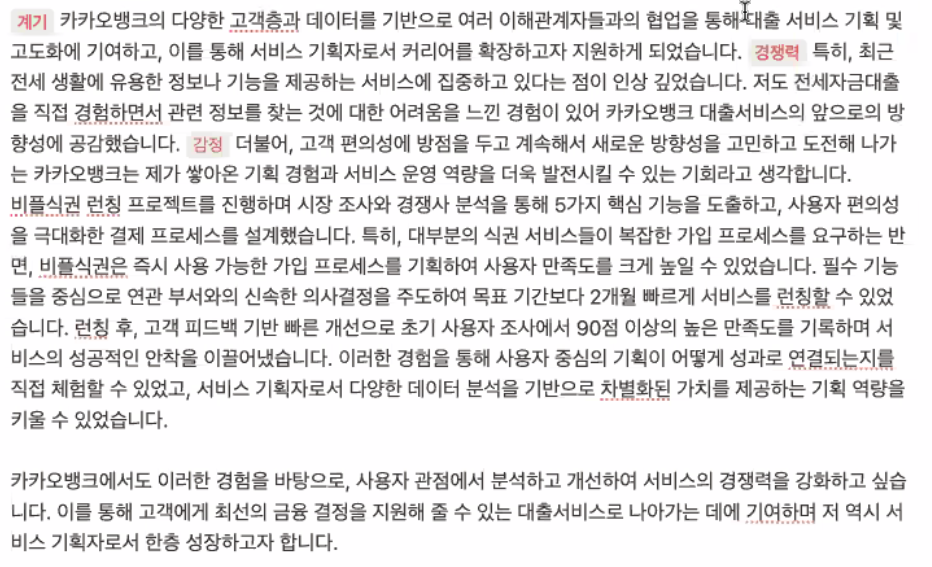 계기 카카오뱅크의 다양한 고객층과 데이터를 기반으로 여러 이해관계자들과의 협업을 통해 대출 서비스 기획 및
고도화에 기여하고, 이를 통해 서비스 기획자로서 커리어를 확장하고자 지원하게 되었습니다. 경쟁력 특히, 최근
전세 생활에 유용한 정보나 기능을 제공하는 서비스에 집중하고 있다는 점이 인상 깊었습니다. 저도 전세자금대출
을 직접 경험하면서 관련 정보를 찾는 것에 대한 어려움을 느낀 경험이 있어 카카오뱅크 대출서비스의 앞으로의 방
향성에 공감했습니다. 감정 더불어, 고객 편의성에 방점을 두고 계속해서 새로운 방향성을 고민하고 도전해 나가
는 카카오뱅크는 제가 쌓아온 기획 경험과 서비스 운영 역량을 더욱 발전시킬 수 있는 기회라고 생각합니다.
비플식권 런칭 프로젝트를 진행하며 시장 조사와 경쟁사 분석을 통해 5가지 핵심 기능을 도출하고, 사용자 편의성
을 극대화한 결제 프로세스를 설계했습니다. 특히, 대부분의 식권 서비스들이 복잡한 가입 프로세스를 요구하는 반
면, 비플식권은 즉시 사용 가능한 가입 프로세스를 기획하여 사용자 만족도를 크게 높일 수 있었습니다. 필수 기능
들을 중심으로 연관 부서와의 신속한 의사결정을 주도하여 목표 기간보다 2개월 빠르게 서비스를 런칭할 수 있었
습니다. 런칭 후, 고객 피드백 기반 빠른 개선으로 초기 사용자 조사에서 90점 이상의 높은 만족도를 기록하며 서
비스의 성공적인 안착을 이끌어냈습니다. 이러한 경험을 통해 사용자 중심의 기획이 어떻게 성과로 연결되는지를
직접 체험할 수 있었고, 서비스 기획자로서 다양한 데이터 분석을 기반으로 차별화된 가치를 제공하는 기획 역량을
키울 수 있었습니다.
카카오뱅크에서도 이러한 경험을 바탕으로, 사용자 관점에서 분석하고 개선하여 서비스의 경쟁력을 강화하고 싶습
니다. 이를 통해 고객에게 최선의 금융 결정을 지원해 줄 수 있는 대출서비스로 나아가는 데에 기여하며 저 역시 서
비스 기획자로서 한층 성장하고자 합니다.